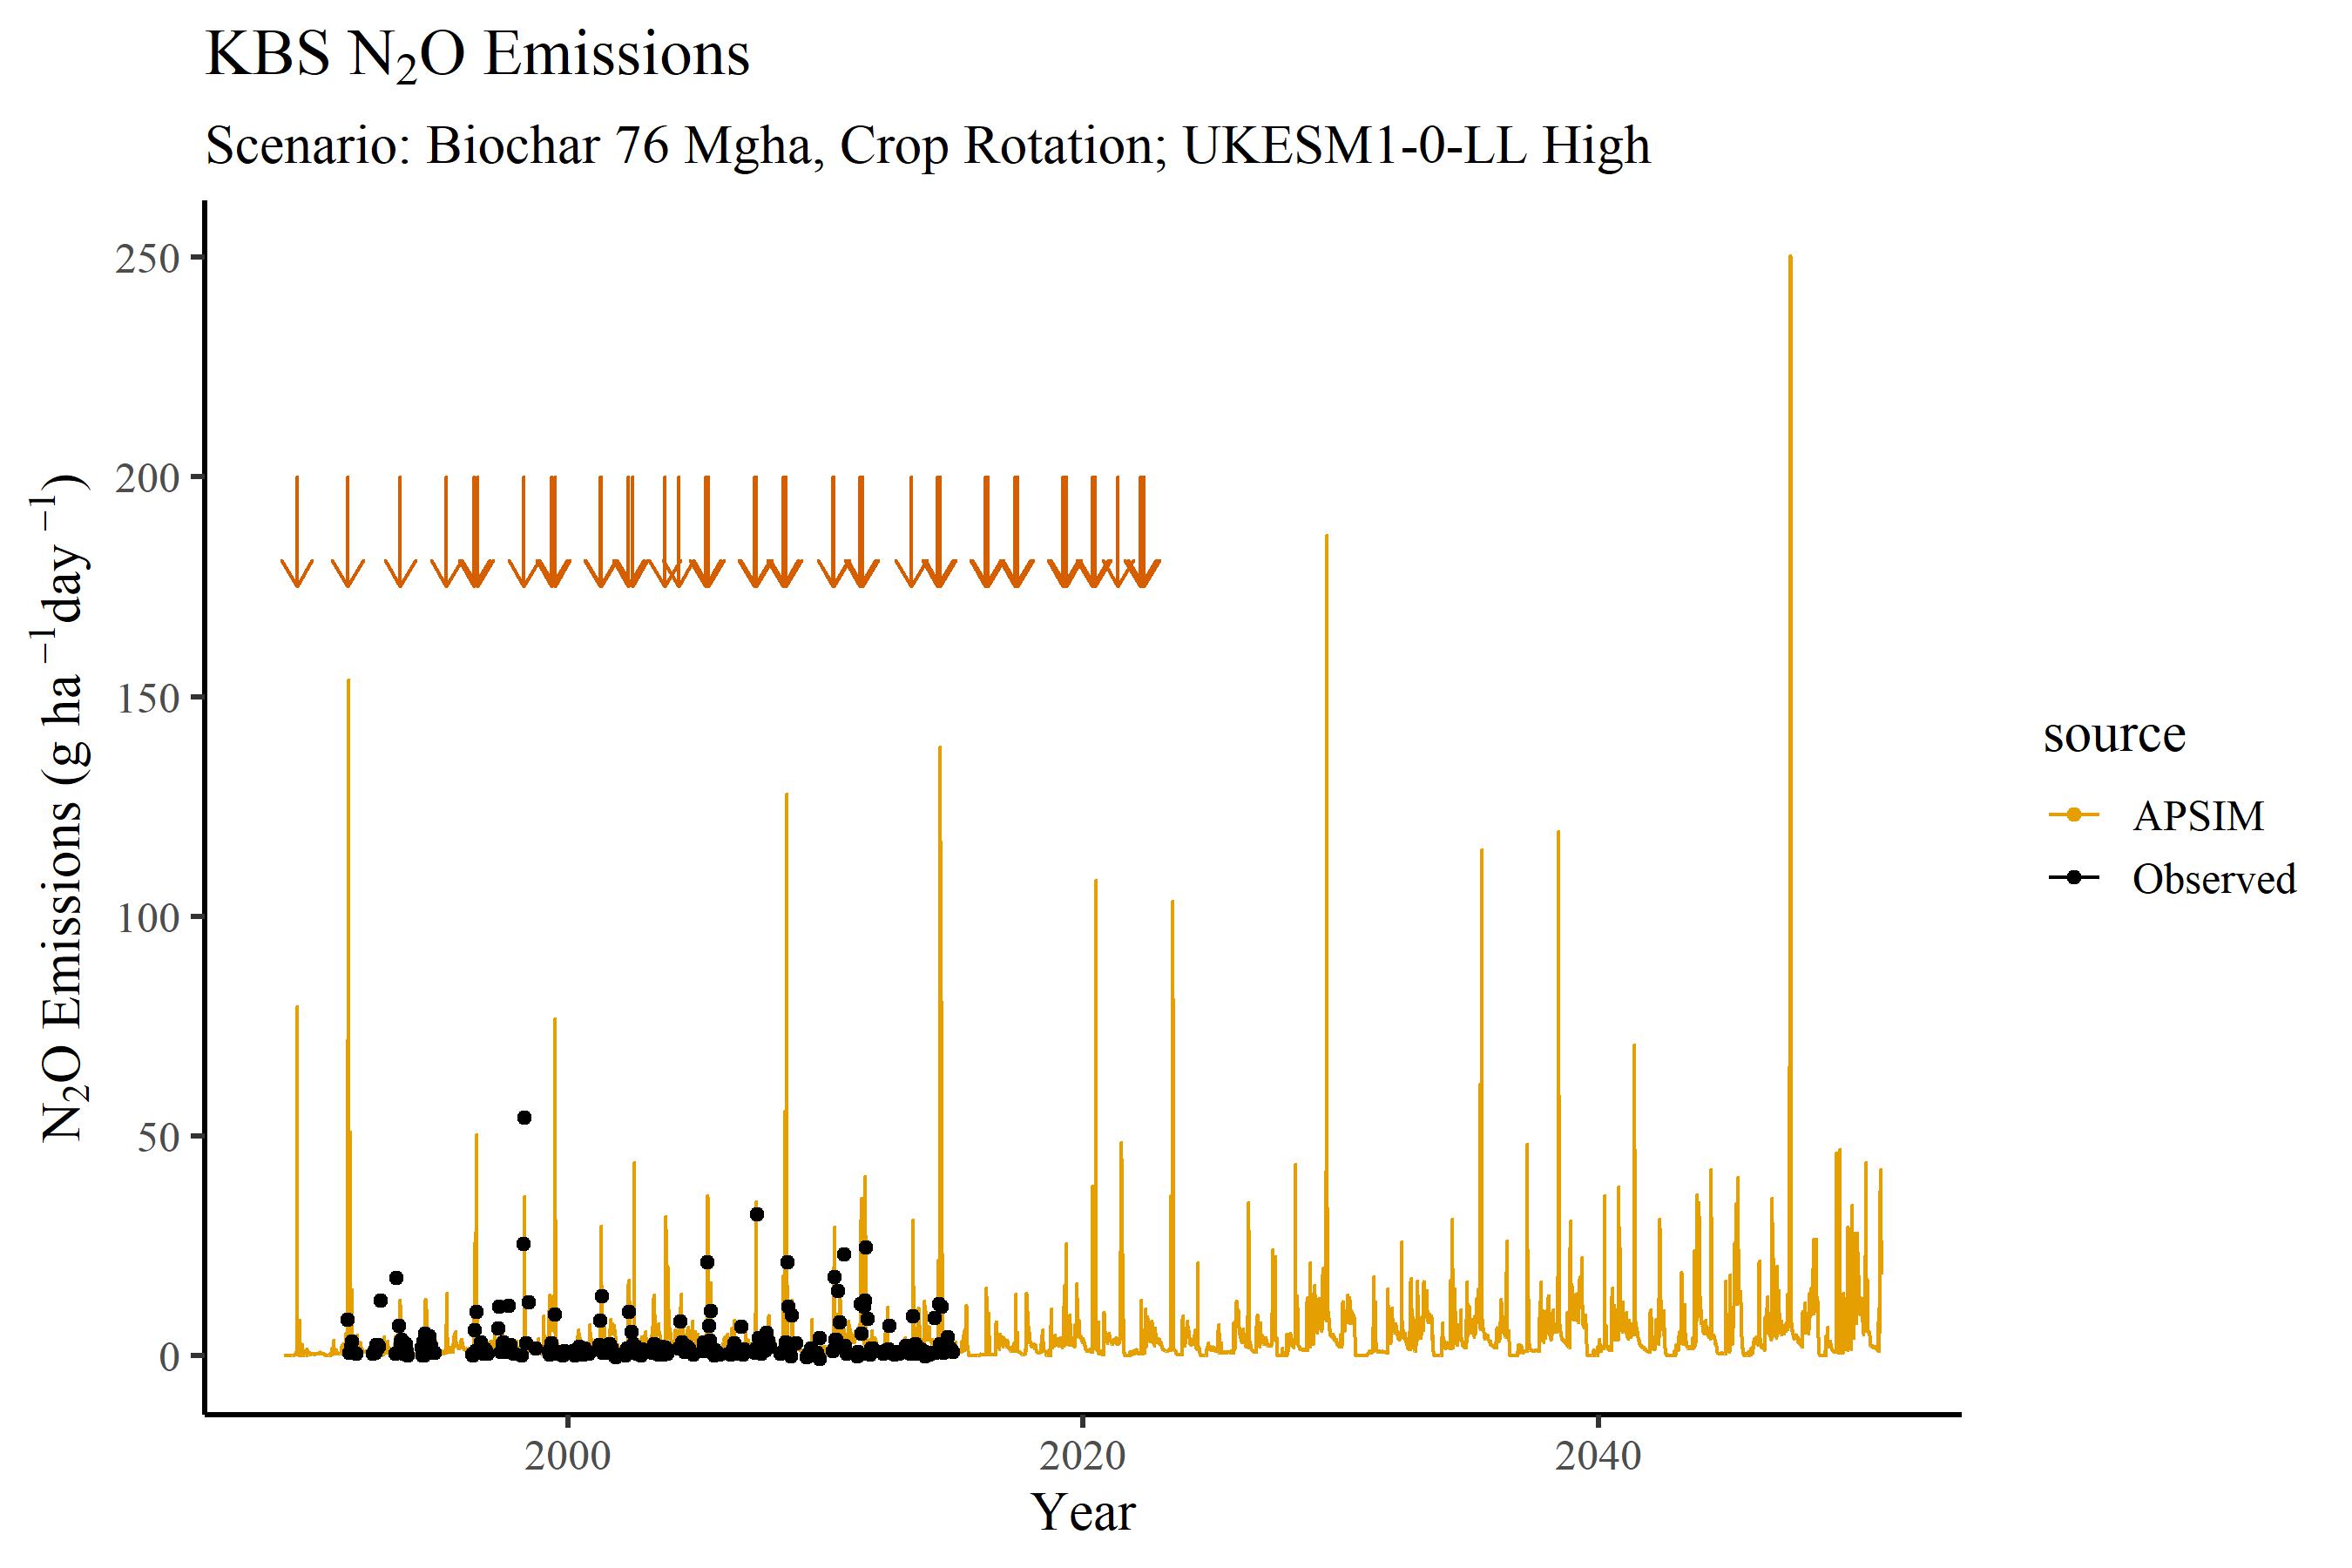 KBS N₂O Emissions
Scenario: Biochar 76 Mgha, Crop Rotation; UKESM1-0-LL High
N₂O Emissions (g ha ⁻¹day ⁻¹)
250
200
150
100
50
0
2000 2020 2040
Year
source
APSIM
Observed